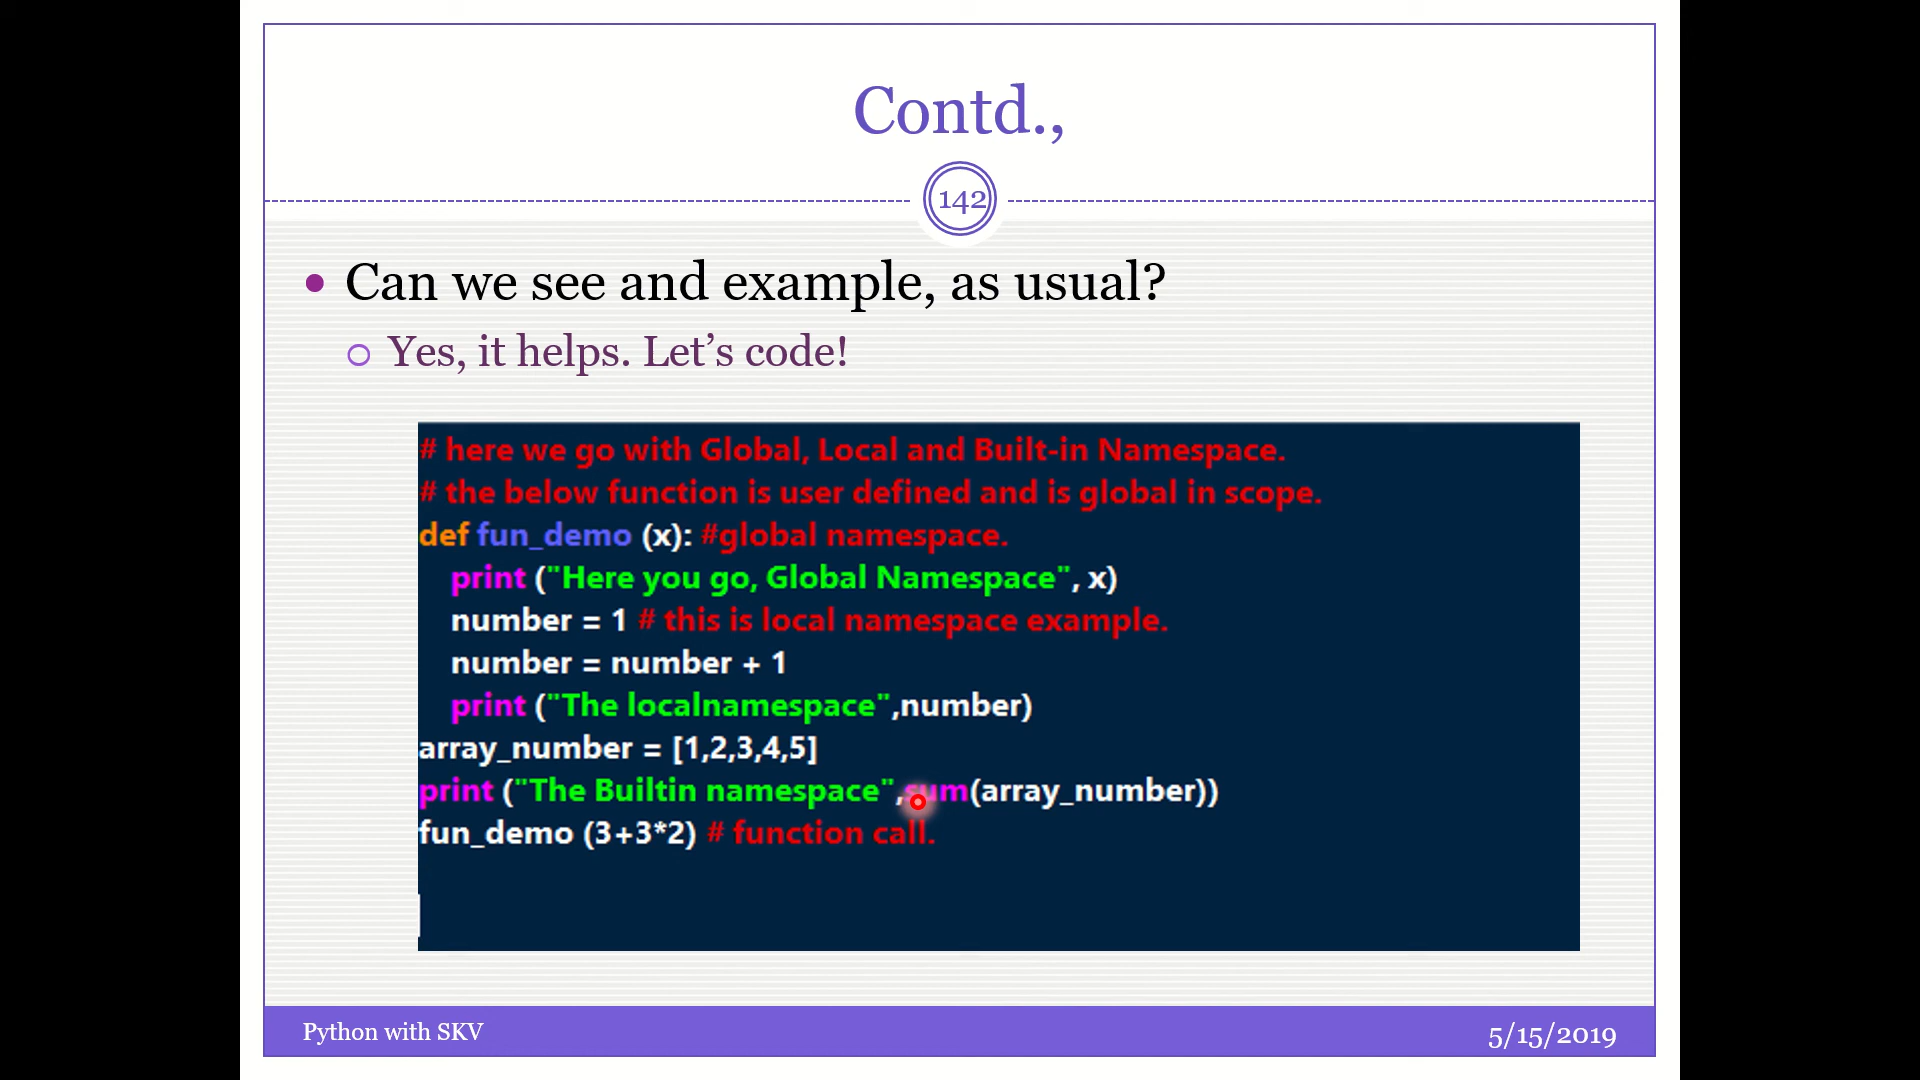 Contd.,
142
• Can we see and example, as usual?
○ Yes, it helps. Let’s code!
# here we go with Global, Local and Built-in Namespace.
# the below function is user defined and is global in scope.
def fun_demo (x): #global namespace.
    print ("Here you go, Global Namespace", x)
    number = 1 # this is local namespace example.
    number = number + 1
    print ("The localnamespace",number)
array_number = [1,2,3,4,5]
print ("The Builtin namespace",sum(array_number))
fun_demo (3+3*2) # function call.
Python with SKV
5/15/2019